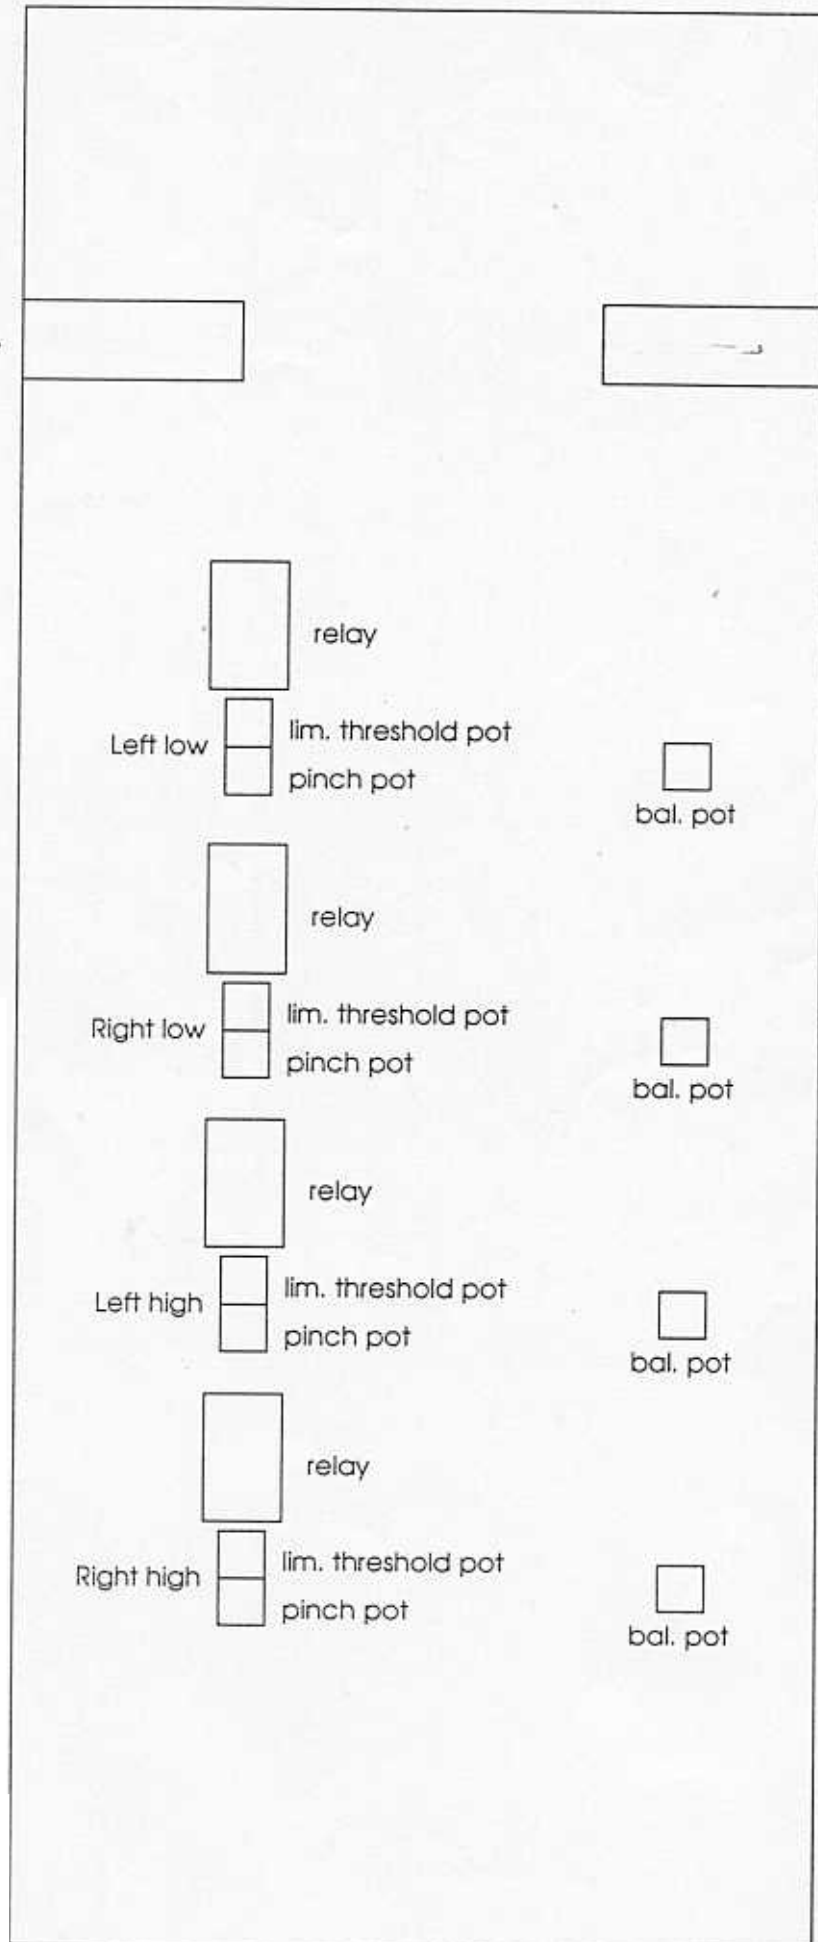 relay
lim. threshold pot
Left low
pinch pot
bal. pot
relay
lim. threshold pot
Right low
pinch pot
bal. pot
relay
lim. threshold pot
Left high
pinch pot
bal. pot
relay
lim. threshold pot
Right high
pinch pot
bal. pot